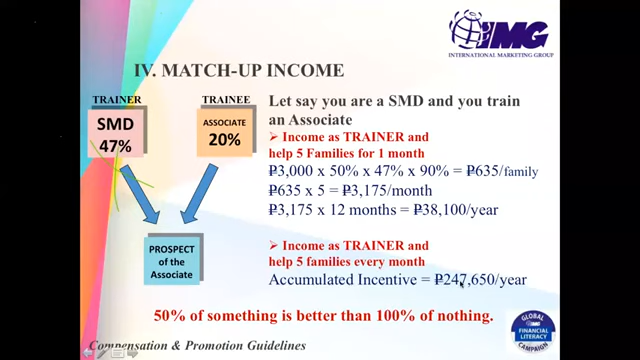 IMG
INTERNATIONAL MARKETING GROUP
IV. MATCH-UP INCOME
TRAINER
SMD
47%
TRAINEE
ASSOCIATE
20%
PROSPECT
of the
Associate
Let say you are a SMD and you train
an Associate
➢ Income as TRAINER and
help 5 Families for 1 month
₱3,000 x 50% x 47% x 90% = ₱635/family
₱635 x 5 = ₱3,175/month
₱3,175 x 12 months = ₱38,100/year
➢ Income as TRAINER and
help 5 families every month
Accumulated Incentive = ₱247,650/year
50% of something is better than 100% of nothing.
Compensation & Promotion Guidelines
GLOBAL
FINANCIAL
LITERACY
CAMPAIGN